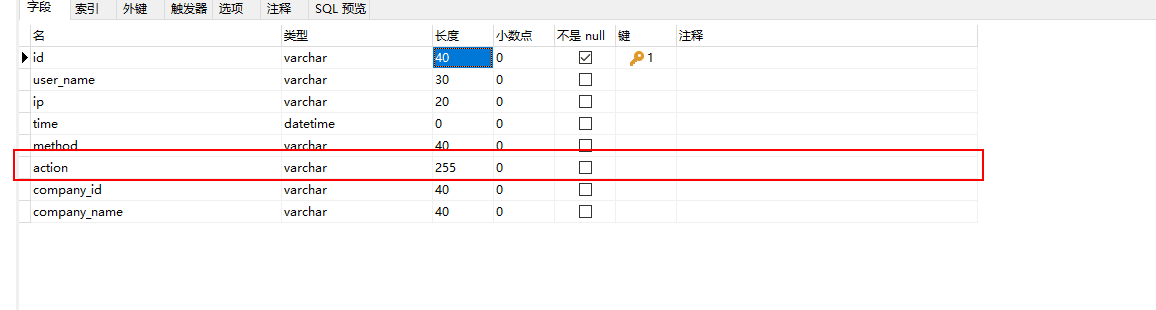 字段 索引 外键 触发器 选项 注释 SQL 预览
名 类型 长度 小数点 不是 null 键 注释
id varchar 40 0 1
user_name varchar 30 0
ip varchar 20 0
time datetime 0 0
method varchar 40 0
action varchar 255 0
company_id varchar 40 0
company_name varchar 40 0